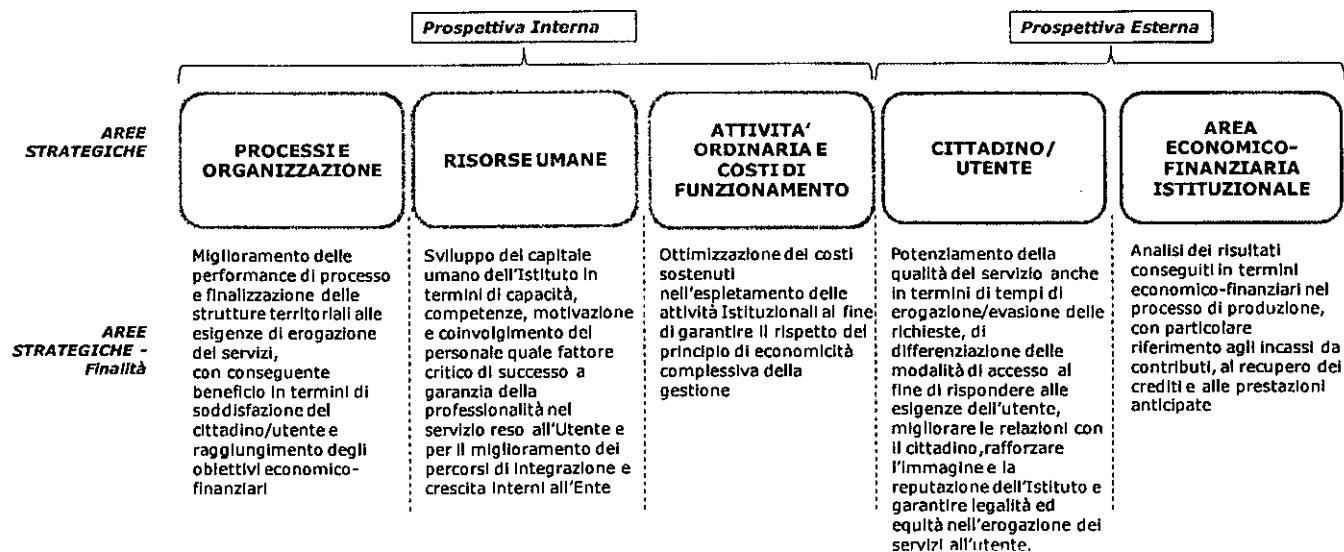 Prospettiva Interna
Prospettiva Esterna
AREE
STRATEGICHE
PROCESSI E
ORGANIZZAZIONE
RISORSE UMANE
ATTIVITA'
ORDINARIA E
COSTI DI
FUNZIONAMENTO
CITTADINO/
UTENTE
AREA
ECONOMICO-
FINANZIARIA
ISTITUZIONALE
AREE
STRATEGICHE -
Finalità
Miglioramento delle
performance di processo
e finalizzazione delle
strutture territoriali alle
esigenze di erogazione
dei servizi,
con conseguente
beneficio in termini di
soddisfazione del
cittadino/utente e
raggiungimento degli
obiettivi economico-
finanziari
Sviluppo del capitale
umano dell'Istituto in
termini di capacità,
competenze, motivazione
e coinvolgimento del
personale quale fattore
critico di successo a
garanzia della
professionalità nel
servizio reso all'Utente e
per il miglioramento dei
percorsi di integrazione e
crescita interni all'Ente
Ottimizzazione dei costi
sostenuti
nell'espletamento delle
attività Istituzionali al fine
di garantire il rispetto del
principio di economicità
complessiva della
gestione
Potenziamento della
qualità del servizio anche
in termini di tempi di
erogazione/evasione delle
richieste, di
differenziazione delle
modalità di accesso al
fine di rispondere alle
esigenze dell'utente,
migliorare le relazioni con
il cittadino, rafforzare
l'immagine e la
reputazione dell'Istituto e
garantire legalità ed
equità nell'erogazione dei
servizi all'utente.
Analisi dei risultati
conseguiti in termini
economico-finanziari nel
processo di produzione,
con particolare
riferimento agli incassi da
contributi, al recupero dei
crediti e alle prestazioni
anticipate